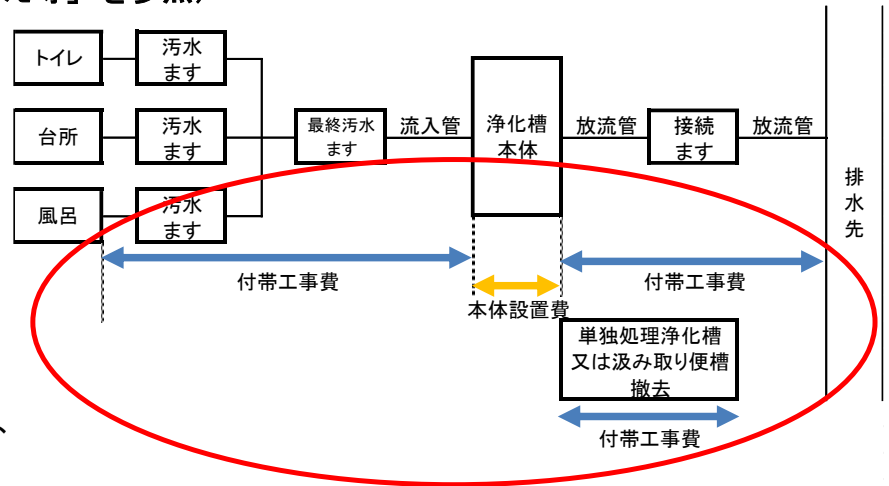 」を参照
トイレ
汚水
ます
台所
汚水
ます
風呂
汚水
ます
最終汚水
ます
流入管
浄化槽
本体
放流管
接続
ます
放流管
排
水
先
付帯工事費
本体設置費
付帯工事費
単独処理浄化槽
又は汲み取り便槽
撤去
付帯工事費
、